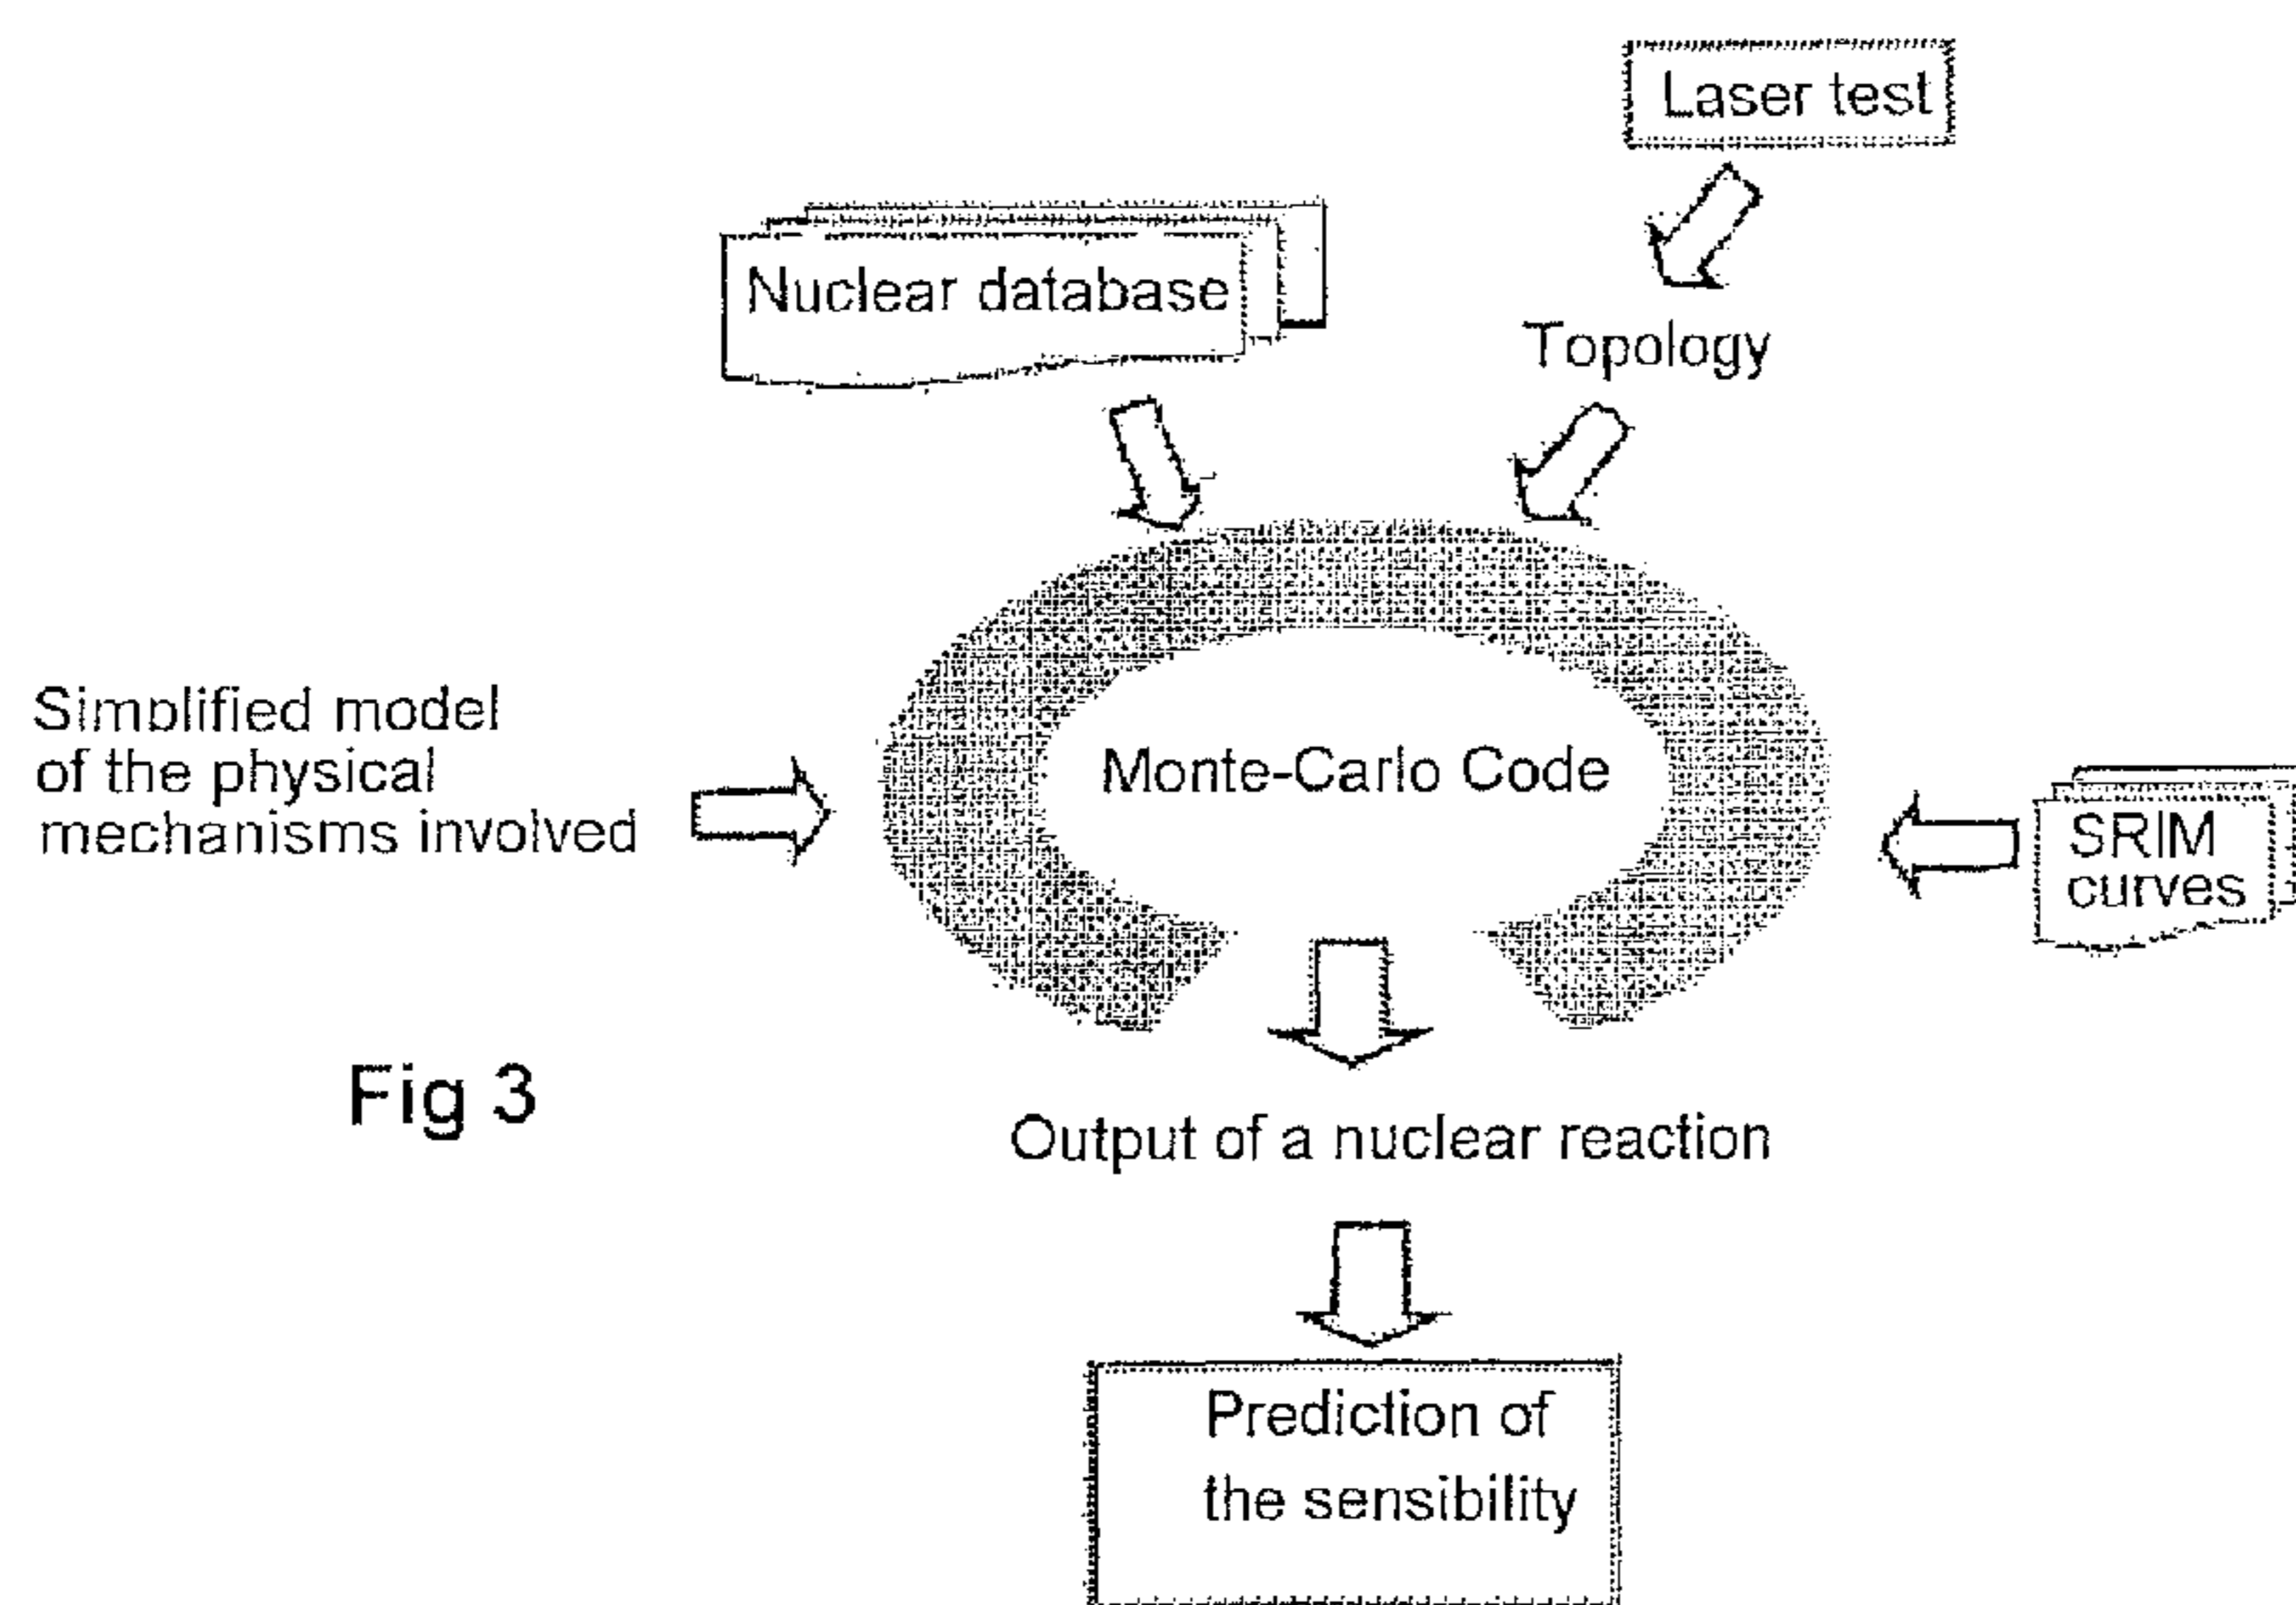 Laser test
Nuclear database
Topology
Simplified model
of the physical
mechanisms involved
Monte-Carlo Code
SRIM
curves
Fig 3
Output of a nuclear reaction
Prediction of
the sensibility